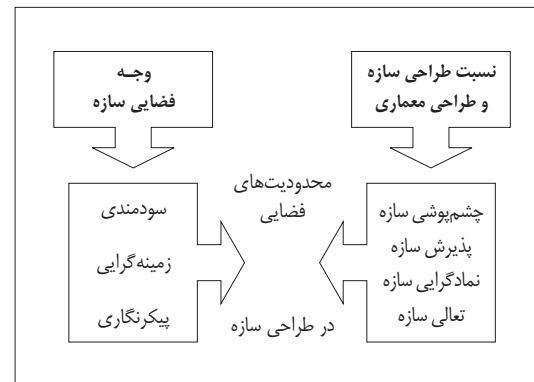 نسبت طراحی سازه
و طراحی معماری
وجـه
فضایی سازه
چشم‌پوشی سازه
پذیرش سازه
نمادگرایی سازه
تعالی سازه
محدودیت‌های
فضایی
در طراحی سازه
سودمندی
زمینه‌گرایی
پیکرنگاری